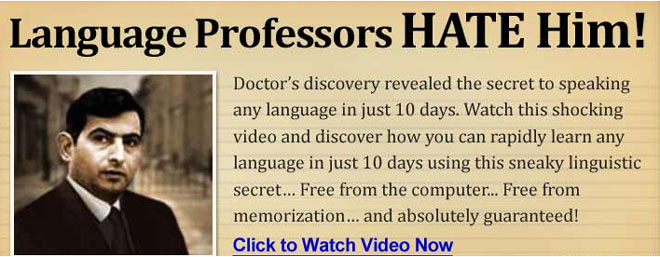 Language Professors HATE Him!
Doctor's discovery revealed the secret to speaking
any language in just 10 days. Watch this shocking
video and discover how you can rapidly learn any
language in just 10 days using this sneaky linguistic
secret… Free from the computer... Free from
memorization… and absolutely guaranteed!
Click to Watch Video Now